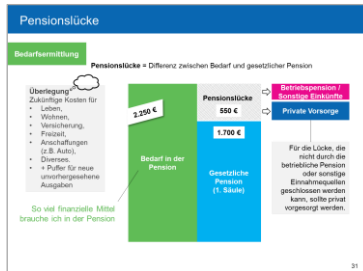 Pensionslücke
Bedarfsermittlung
Pensionslücke = Differenz zwischen Bedarf und gesetzlicher Pension
Überlegung
Zukünftige Kosten für
• Leben,
• Wohnen,
• Versicherung,
• Freizeit,
• Anschaffungen
(z.B. Auto),
• Diverses.
• + Puffer für neue
unvorhergesehene
Ausgaben
2.250 €
Bedarf in der
Pension
Pensionslücke
550 €
1.700 €
Gesetzliche
Pension
(1. Säule)
Betriebspension /
Sonstige Einkünfte
Private Vorsorge
Für die Lücke, die
nicht durch die
betriebliche Pension
oder sonstige
Einnahmequellen
geschlossen werden
kann, sollte privat
vorgesorgt werden.
So viel finanzielle Mittel
brauche ich in der Pension
31